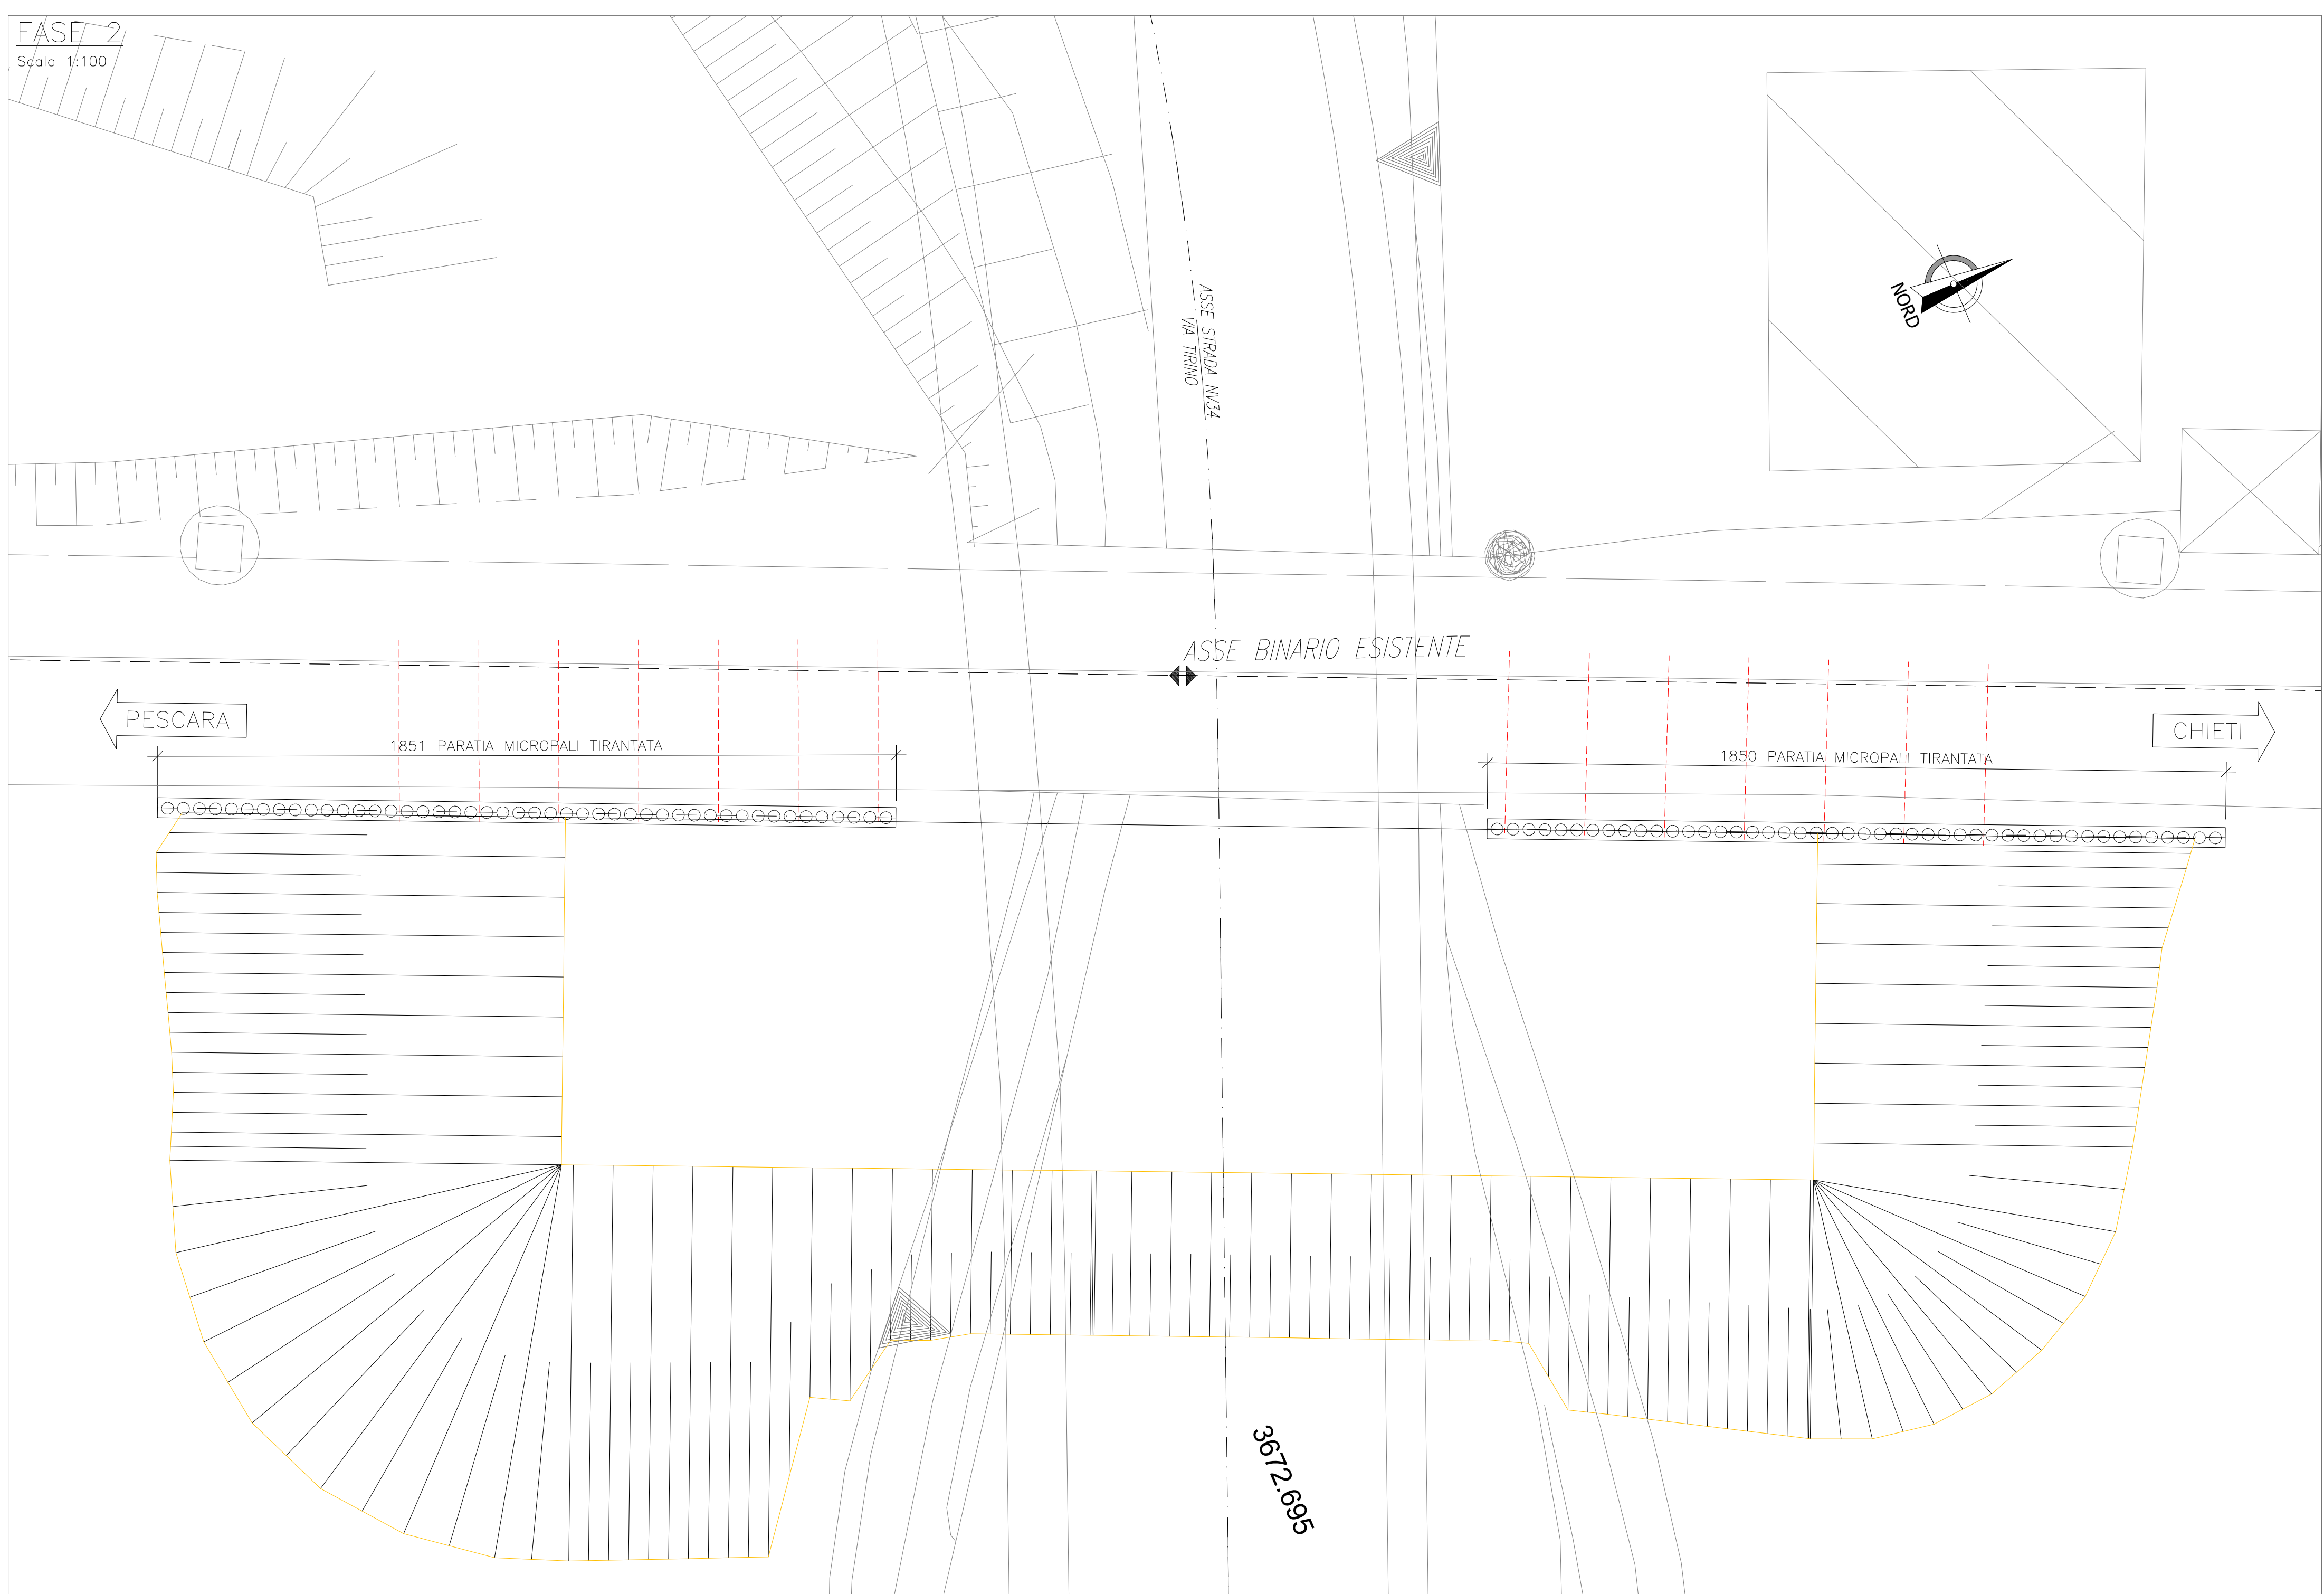 FASE 2
Scala 1:100
NORD
ASSE STRADA NV34
VIA TIRINO
ASSE BINARIO ESISTENTE
PESCARA
CHIETI
1851 PARATIA MICROPALI TIRANTATA
1850 PARATIA MICROPALI TIRANTATA
3672.695